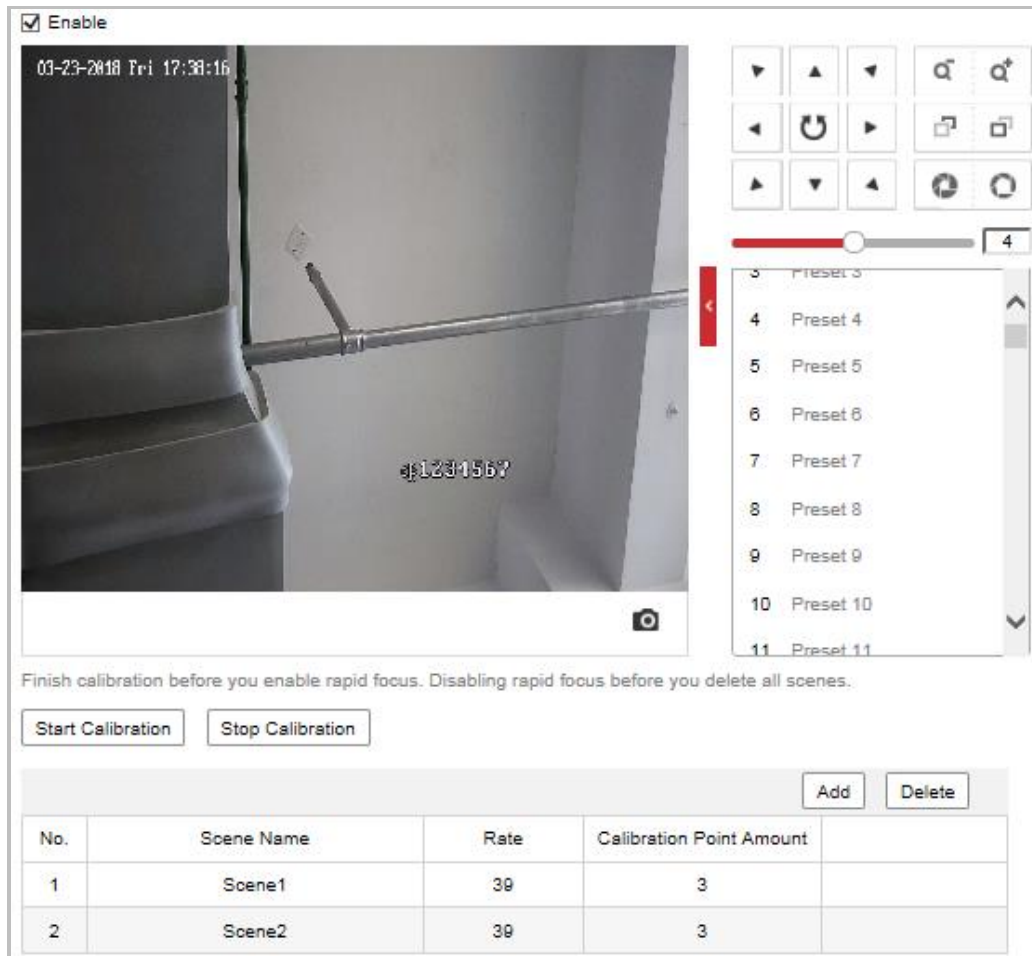 Enable
03-23-2018 Fri 17:38:16
1234567
4
3 Preset 3
4 Preset 4
5 Preset 5
6 Preset 6
7 Preset 7
8 Preset 8
9 Preset 9
10 Preset 10
11 Preset 11
Finish calibration before you enable rapid focus. Disabling rapid focus before you delete all scenes.
Start Calibration Stop Calibration
Add Delete
No. Scene Name Rate Calibration Point Amount
1 Scene1 39 3
2 Scene2 39 3